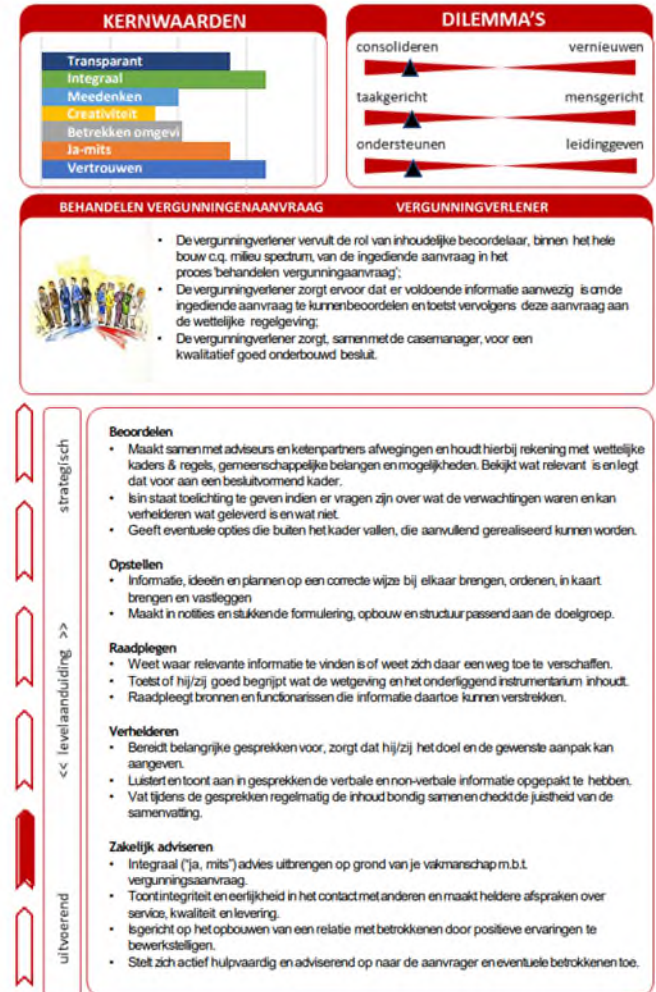 KERNWAARDEN
Transparant
Integraal
Meedenken
Creativiteit
Betrekken omgevi
Ja-mits
Vertrouwen
DILEMMA'S
consolideren vernieuwen
taakgericht mensgericht
ondersteunen leidinggeven
BEHANDELEN VERGUNNINGENAANVRAAG VERGUNNINGVERLENER
• De vergunningverlener vervult de rol van inhoudelijke beoordelaar, binnen het hele
bouw c.q. milieu spectrum, van de ingediende aanvraag in het
proces 'behandelen vergunningaanvraag';
• De vergunningverlener zorgt ervoor dat er voldoende informatie aanwezig is om de
ingediende aanvraag te kunnen beoordelen en toetst vervolgens deze aanvraag aan
de wettelijke regelgeving;
• De vergunningverlener zorgt, samen met de casemanager, voor een
kwalitatief goed onderbouwd besluit.
strategisch
<< levelaanduiding >>
uitvoerend
Beoordelen
• Maakt samen met adviseurs en ketenpartners afwegingen en houdt hierbij rekening met wettelijke
kaders & regels, gemeenschappelijke belangen en mogelijkheden. Bekijkt wat relevant is en legt
dat voor aan een besluitvormend kader.
• Is in staat toelichting te geven indien er vragen zijn over wat de verwachtingen waren en kan
verhelderen wat geleverd is en wat niet.
• Geeft eventuele opties die buiten het kader vallen, die aanvullend gerealiseerd kunnen worden.
Opstellen
• Informatie, ideeën en plannen op een correcte wijze bij elkaar brengen, ordenen, in kaart
brengen en vastleggen
• Maakt in notities en stukken de formulering, opbouw en structuur passend aan de doelgroep.
Raadplegen
• Weet waar relevante informatie te vinden is of weet zich daar een weg toe te verschaffen.
• Toetst of hij/zij goed begrijpt wat de wetgeving en het onderliggend instrumentarium inhoudt.
• Raadpleegt bronnen en functionarissen die informatie daartoe kunnen verstrekken.
Verhelderen
• Bereidt belangrijke gesprekken voor, zorgt dat hij/zij het doel en de gewenste aanpak kan
aangeven.
• Luistert en toont aan in gesprekken de verbale en non-verbale informatie opgepakt te hebben.
• Vat tijdens de gesprekken regelmatig de inhoud bondig samen en checkt de juistheid van de
samenvatting.
Zakelijk adviseren
• Integraal ("ja, mits") advies uitbrengen op grond van je vakmanschap m.b.t.
vergunningsaanvraag.
• Toont integriteit en eerlijkheid in het contact met anderen en maakt heldere afspraken over
service, kwaliteit en levering.
• Is gericht op het opbouwen van een relatie met betrokkenen door positieve ervaringen te
bewerkstelligen.
• Stelt zich actief hulpvaardig en adviserend op naar de aanvrager en eventuele betrokkenen toe.